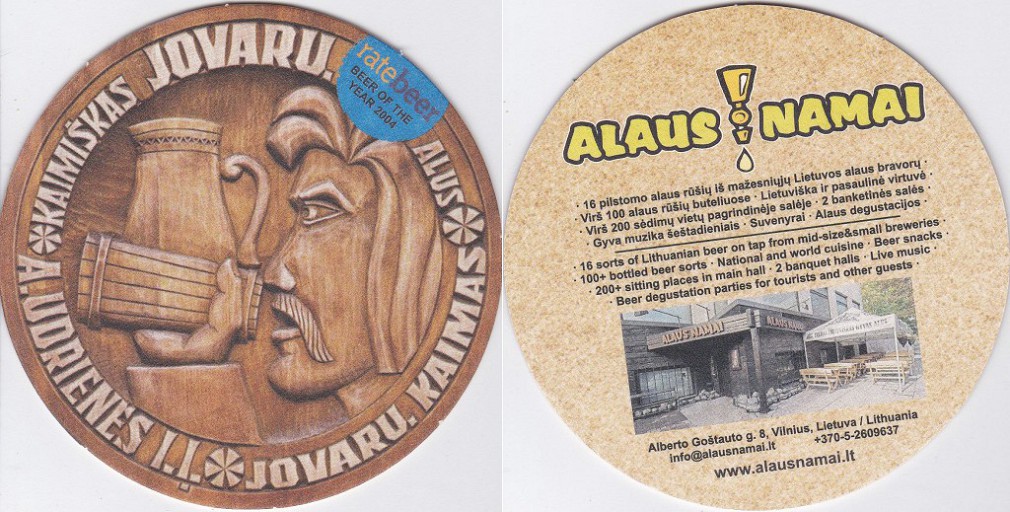 KAIMIŠKAS JOVARU. ALUS
A. UDRIENĖS I.Į. JOVARU. KAIMAS
ratebeer
BEER OF THE
YEAR 2004
ALAUS NAMAI
· 16 pilstomo alaus rūšių iš mažesniųjų Lietuvos alaus bravorų ·
· Virš 100 alaus rūšių buteliuose · Lietuviška ir pasaulinė virtuvė ·
· Virš 200 sėdimų vietų pagrindinėje salėje · 2 banketinės salės ·
· Gyva muzika šeštadieniais · Suvenyrai · Alaus degustacijos ·
· 16 sorts of Lithuanian beer on tap from mid-size&small breweries ·
· 100+ bottled beer sorts · National and world cuisine · Beer snacks ·
· 200+ sitting places in main hall · 2 banquet halls · Live music ·
· Beer degustation parties for tourists and other guests ·
ALAUS NAMAI
ALAUS NAMAI
Alberto Goštauto g. 8, Vilnius, Lietuva / Lithuania
info@alausnamai.lt +370-5-2609637
www.alausnamai.lt